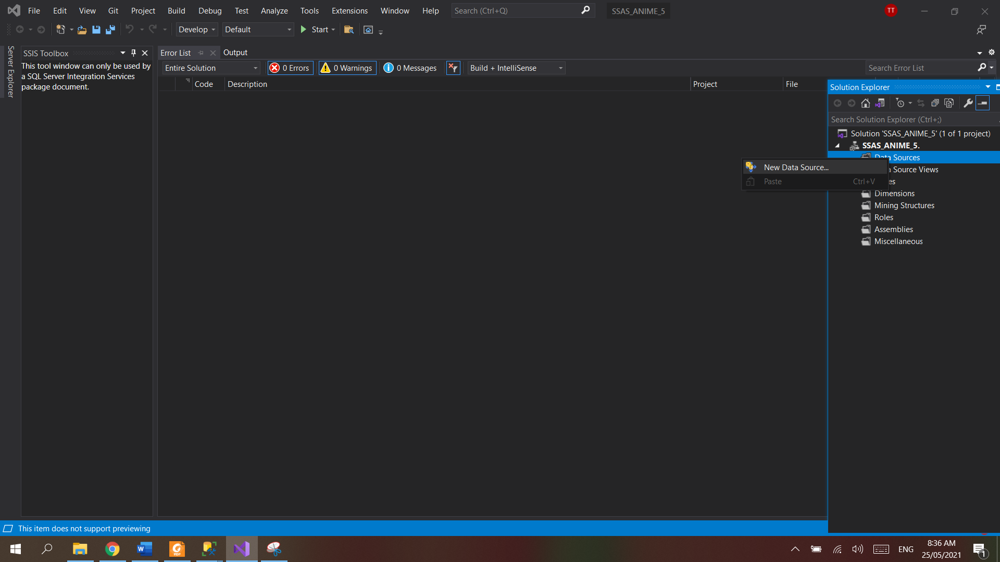 File Edit View Git Project Build Debug Test Analyze Tools Extensions Window Help Search (Ctrl+Q) SSAS_ANIME_5 TT
Develop Default Start
Server Explorer
SSIS Toolbox
This tool window can only be used by
a SQL Server Integration Services
package document.
Error List Output
Entire Solution 0 Errors 0 Warnings 0 Messages Build + IntelliSense Search Error List
Code Description Project File
Solution Explorer
Search Solution Explorer (Ctrl+;)
Solution 'SSAS_ANIME_5' (1 of 1 project)
SSAS_ANIME_5.
Data Sources
New Data Source...
a Source Views
Paste Ctrl+V
es
Dimensions
Mining Structures
Roles
Assemblies
Miscellaneous
This item does not support previewing
ENG
8:36 AM
25/05/2021
1